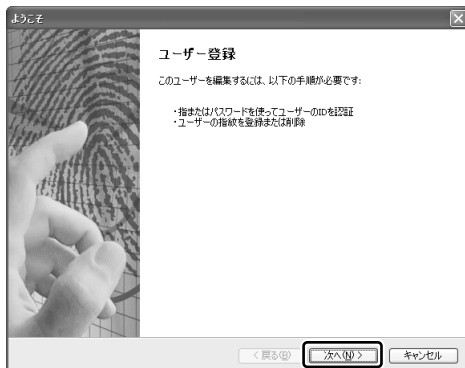 ようこそ
ユーザー登録
このユーザーを編集するには、以下の手順が必要です:
・指またはパスワードを使ってユーザーのIDを認証
・ユーザーの指紋を登録または削除
< 戻る(B)
次へ(N) >
キャンセル